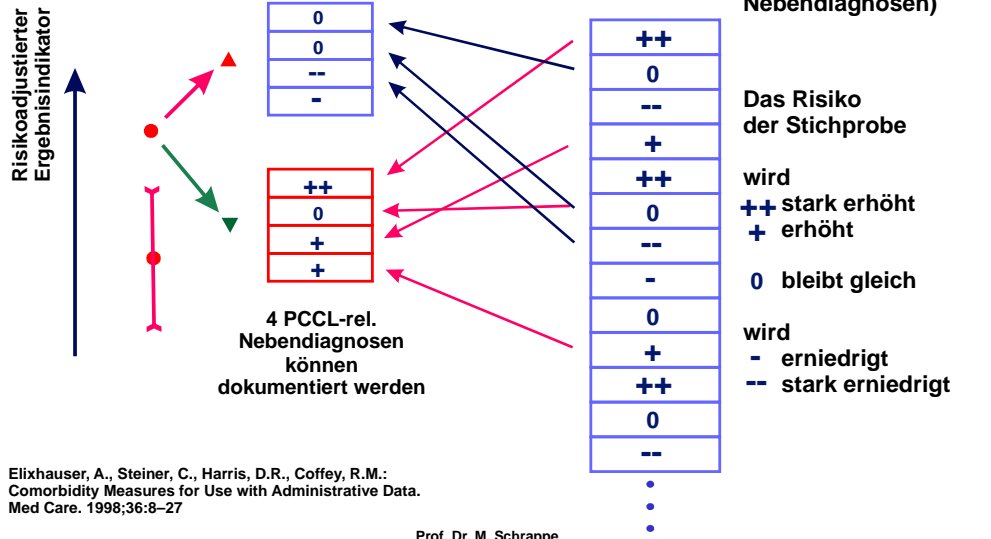 Risikoadjustierter
Ergebnisindikator
0
0
--
-
++
0
+
+
4 PCCL-rel.
Nebendiagnosen
können
dokumentiert werden
++
0
--
+
++
0
--
-
0
+
++
0
--
Nebendiagnosen)
Das Risiko
der Stichprobe
wird
++ stark erhöht
+ erhöht
0 bleibt gleich
wird
- erniedrigt
-- stark erniedrigt
Elixhauser, A., Steiner, C., Harris, D.R., Coffey, R.M.:
Comorbidity Measures for Use with Administrative Data.
Med Care. 1998;36:8–27
Prof. Dr. M. Schrappe